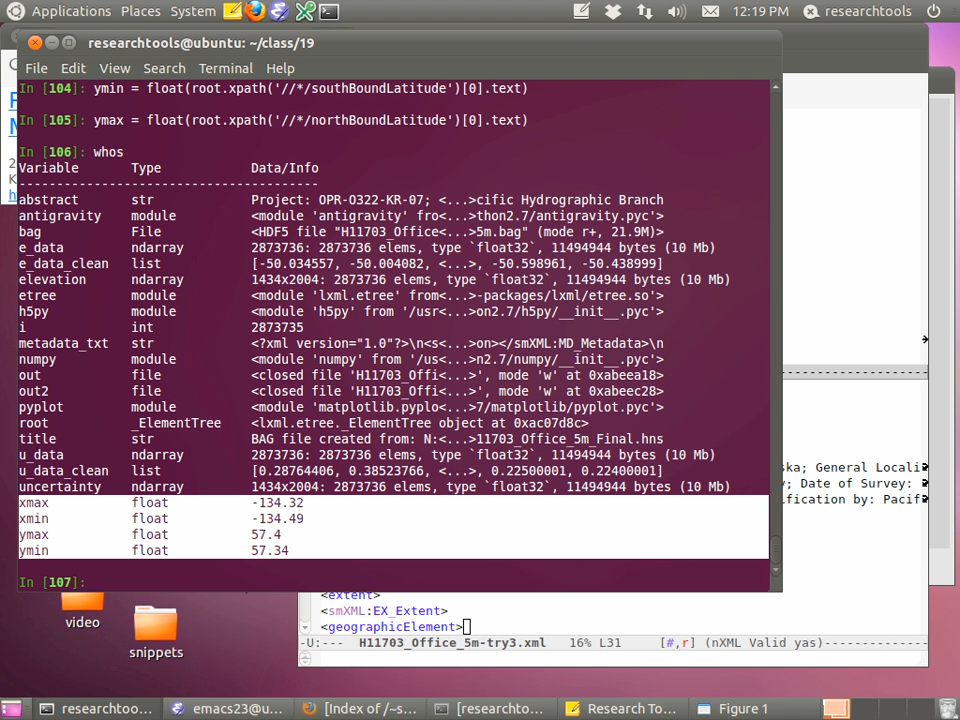 Applications Places System 12:19 PM researchtools
researchtools@ubuntu: ~/class/19
File Edit View Search Terminal Help
In [104]: ymin = float(root.xpath('//*/southBoundLatitude')[0].text)
In [105]: ymax = float(root.xpath('//*/northBoundLatitude')[0].text)
In [106]: whos
Variable Type Data/Info
----------------------------------------
abstract str Project: OPR-O322-KR-07; <...>cific Hydrographic Branch
antigravity module <module 'antigravity' fro<...>thon2.7/antigravity.pyc'>
bag File <HDF5 file "H11703_Office<...>5m.bag" (mode r+, 21.9M)>
e_data ndarray 2873736: 2873736 elems, type `float32`, 11494944 bytes (10 Mb)
e_data_clean list [-50.034557, -50.004082, <...>, -50.598961, -50.438999]
elevation ndarray 1434x2004: 2873736 elems, type `float32`, 11494944 bytes (10 Mb)
etree module <module 'lxml.etree' from<...>-packages/lxml/etree.so'>
h5py module <module 'h5py' from '/usr<...>on2.7/h5py/__init__.pyc'>
i int 2873735
metadata_txt str <?xml version="1.0"?>\n<s<...>on></smXML:MD_Metadata>\n
numpy module <module 'numpy' from '/us<...>n2.7/numpy/__init__.pyc'>
out file <closed file 'H11703_Offi<...>', mode 'w' at 0xabeea18>
out2 file <closed file 'H11703_Offi<...>', mode 'w' at 0xabeec28>
pyplot module <module 'matplotlib.pyplo<...>7/matplotlib/pyplot.pyc'>
root _ElementTree <lxml.etree._ElementTree object at 0xac07d8c>
title str BAG file created from: N:<...>11703_Office_5m_Final.hns
u_data ndarray 2873736: 2873736 elems, type `float32`, 11494944 bytes (10 Mb)
u_data_clean list [0.28764406, 0.38523766, <...>, 0.22500001, 0.22400001]
uncertainty ndarray 1434x2004: 2873736 elems, type `float32`, 11494944 bytes (10 Mb)
xmax float -134.32
xmin float -134.49
ymax float 57.4
ymin float 57.34
In [107]:
ska; General Locali
y; Date of Survey:
ification by: Pacif
<extent>
<smXML:EX_Extent>
<geographicElement>
-U:--- H11703_Office_5m-try3.xml 16% L31 [#,r] (nXML Valid yas)--------------
video
snippets
researchto... emacs23@u... [Index of /~s... [researchto... Research To... Figure 1